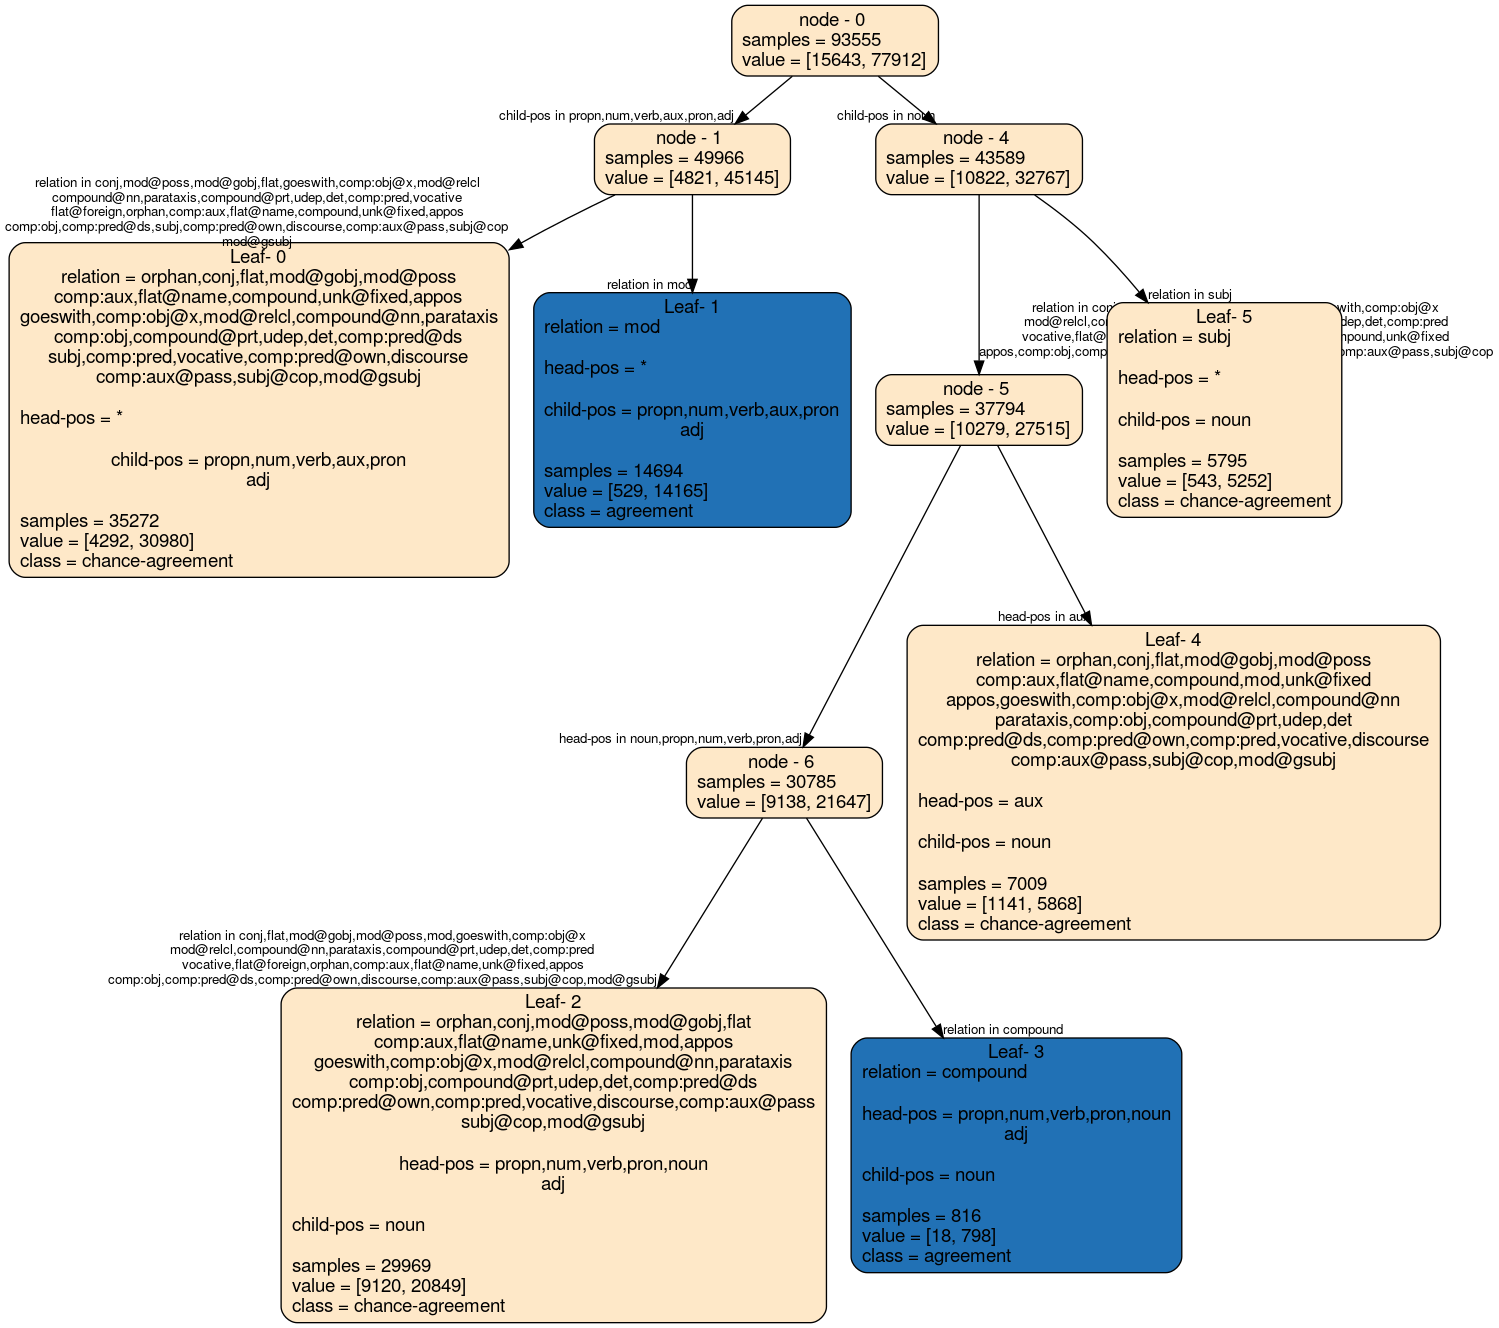 node - 0
samples = 93555
value = [15643, 77912]
child-pos in propn,num,verb,aux,pron,adj
child-pos in noun
node - 1
samples = 49966
value = [4821, 45145]
node - 4
samples = 43589
value = [10822, 32767]
relation in conj,mod@poss,mod@gobj,flat,goeswith,comp:obj@x,mod@relcl
compound@nn,parataxis,compound@prt,udep,det,comp:pred,vocative
flat@foreign,orphan,comp:aux,flat@name,compound,unk@fixed,appos
comp:obj,comp:pred@ds,subj,comp:pred@own,discourse,comp:aux@pass,subj@cop
mod@gsubj
Leaf- 0
relation = orphan,conj,flat,mod@gobj,mod@poss
comp:aux,flat@name,compound,unk@fixed,appos
goeswith,comp:obj@x,mod@relcl,compound@nn,parataxis
comp:obj,compound@prt,udep,det,comp:pred@ds
subj,comp:pred,vocative,comp:pred@own,discourse
comp:aux@pass,subj@cop,mod@gsubj
head-pos = *
child-pos = propn,num,verb,aux,pron
adj
samples = 35272
value = [4292, 30980]
class = chance-agreement
relation in mod
Leaf- 1
relation = mod
head-pos = *
child-pos = propn,num,verb,aux,pron
adj
samples = 14694
value = [529, 14165]
class = agreement
relation in
with,comp:obj@x
mod@relcl,
det,comp:pred
unk@fixed
appos,comp:obj,
comp:aux@pass,subj@cop
node - 5
samples = 37794
value = [10279, 27515]
relation in subj
Leaf- 5
relation = subj
head-pos = *
child-pos = noun
samples = 5795
value = [543, 5252]
class = chance-agreement
head-pos in noun,propn,num,verb,pron,adj
node - 6
samples = 30785
value = [9138, 21647]
head-pos in aux
Leaf- 4
relation = orphan,conj,flat,mod@gobj,mod@poss
comp:aux,flat@name,compound,mod,unk@fixed
appos,goeswith,comp:obj@x,mod@relcl,compound@nn
parataxis,comp:obj,compound@prt,udep,det
comp:pred@ds,comp:pred@own,comp:pred,vocative,discourse
comp:aux@pass,subj@cop,mod@gsubj
head-pos = aux
child-pos = noun
samples = 7009
value = [1141, 5868]
class = chance-agreement
relation in conj,flat,mod@gobj,mod@poss,mod,goeswith,comp:obj@x
mod@relcl,compound@nn,parataxis,compound@prt,udep,det,comp:pred
vocative,flat@foreign,orphan,comp:aux,flat@name,unk@fixed,appos
comp:obj,comp:pred@ds,comp:pred@own,discourse,comp:aux@pass,subj@cop,mod@gsubj
Leaf- 2
relation = orphan,conj,mod@poss,mod@gobj,flat
comp:aux,flat@name,unk@fixed,mod,appos
goeswith,comp:obj@x,mod@relcl,compound@nn,parataxis
comp:obj,compound@prt,udep,det,comp:pred@ds
comp:pred@own,comp:pred,vocative,discourse,comp:aux@pass
subj@cop,mod@gsubj
head-pos = propn,num,verb,pron,noun
adj
child-pos = noun
samples = 29969
value = [9120, 20849]
class = chance-agreement
relation in compound
Leaf- 3
relation = compound
head-pos = propn,num,verb,pron,noun
adj
child-pos = noun
samples = 816
value = [18, 798]
class = agreement